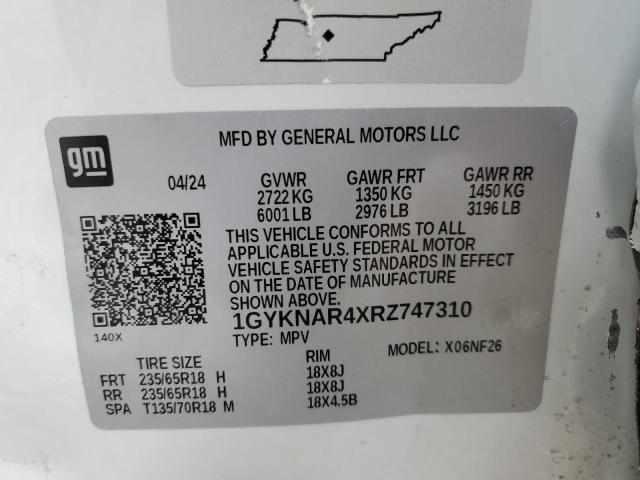 gm
MFD BY GENERAL MOTORS LLC
04/24 GVWR GAWR FRT GAWR RR
2722 KG 1350 KG 1450 KG
6001 LB 2976 LB 3196 LB
THIS VEHICLE CONFORMS TO ALL
APPLICABLE U.S. FEDERAL MOTOR
VEHICLE SAFETY STANDARDS IN EFFECT
ON THE DATE OF MANUFACTURE
SHOWN ABOVE.
1GYKNAR4XRZ747310
140X TYPE: MPV MODEL: X06NF26
TIRE SIZE RIM
FRT 235/65R18 H 18X8J
RR 235/65R18 H 18X8J
SPA T135/70R18 M 18X4.5B